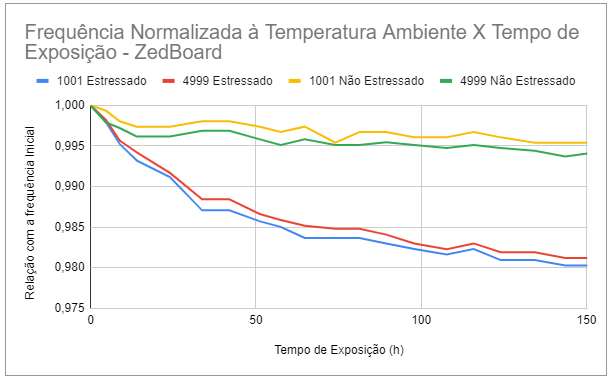 Frequência Normalizada à Temperatura Ambiente X Tempo de
Exposição - ZedBoard
1001 Estressado
4999 Estressado
1001 Não Estressado
4999 Não Estressado
Relação com a frequência Inicial
1,000
0,995
0,990
0,985
0,980
0,975
0
50
100
150
Tempo de Exposição (h)